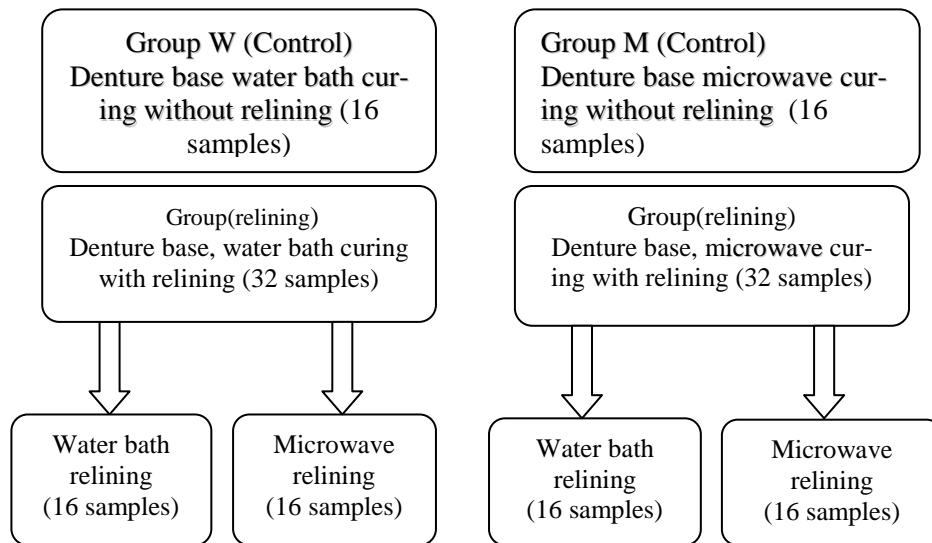 Group W (Control)
Denture base water bath cur-
ing without relining (16
samples)
Group M (Control)
Denture base microwave cur-
ing without relining (16
samples)
Group(relining)
Denture base, water bath curing
with relining (32 samples)
Group(relining)
Denture base, microwave cur-
ing with relining (32 samples)
Water bath
relining
(16 samples)
Microwave
relining
(16 samples)
Water bath
relining
(16 samples)
Microwave
relining
(16 samples)